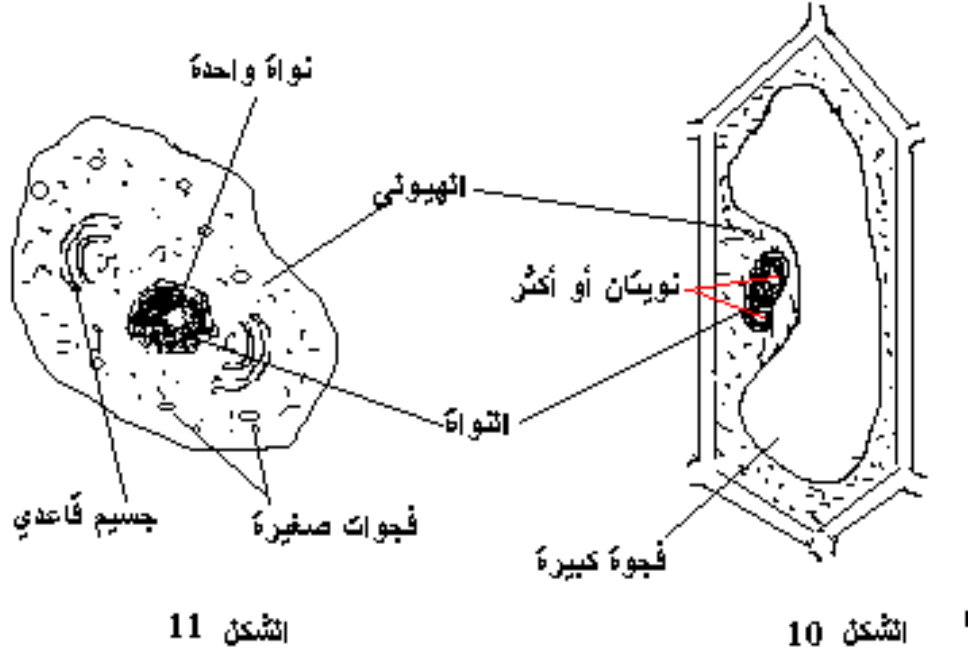 نواة واحدة
الهيولى
نويتان أو أكثر
النواة
جسيم قاعدي
فجوات صغيرة
فجوة كبيرة
الشكل 10
الشكل 11